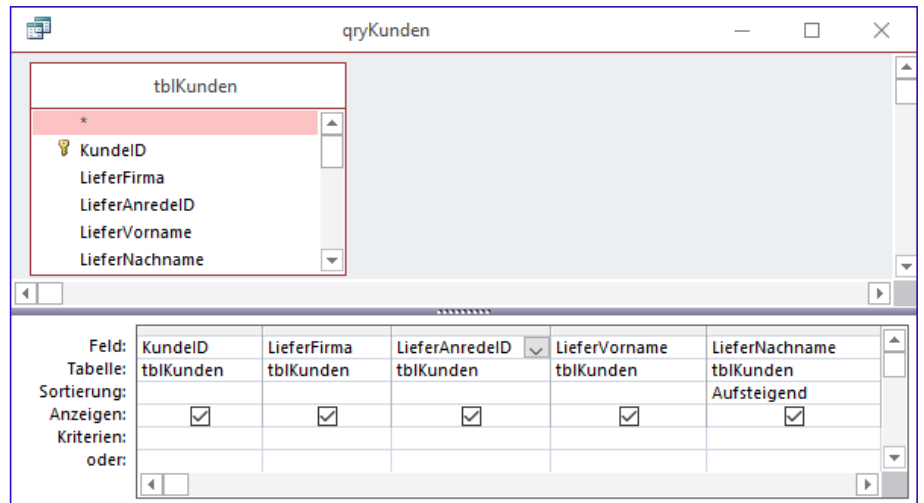 qryKunden
tblKunden
*
KundeID
LieferFirma
LieferAnredeID
LieferVorname
LieferNachname
Feld: KundeID LieferFirma LieferAnredeID LieferVorname LieferNachname
Tabelle: tblKunden tblKunden tblKunden tblKunden tblKunden
Sortierung: Aufsteigend
Anzeigen:
Kriterien:
oder: